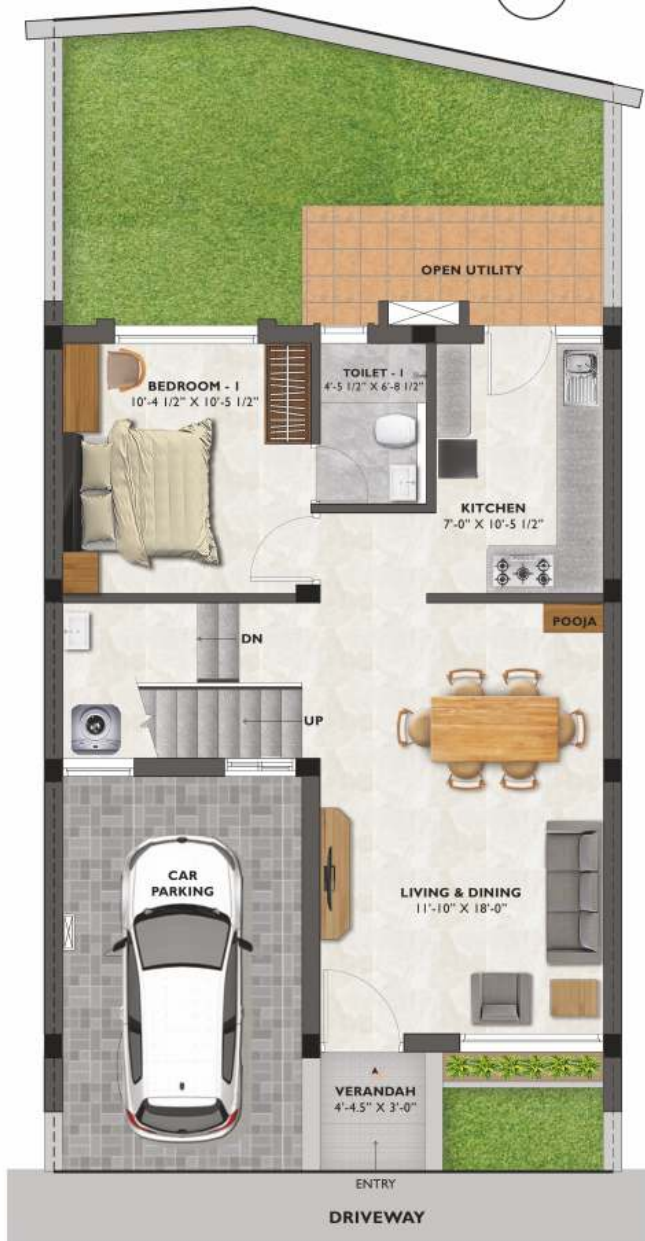 OPEN UTILITY
BEDROOM - 1
10'-4 1/2" X 10'-5 1/2"
TOILET - 1
4'-5 1/2" X 6'-8 1/2"
KITCHEN
7'-0" X 10'-5 1/2"
POOJA
DN
UP
CAR
PARKING
LIVING & DINING
11'-10" X 18'-0"
VERANDAH
4'-4.5" X 3'-0"
ENTRY
DRIVEWAY